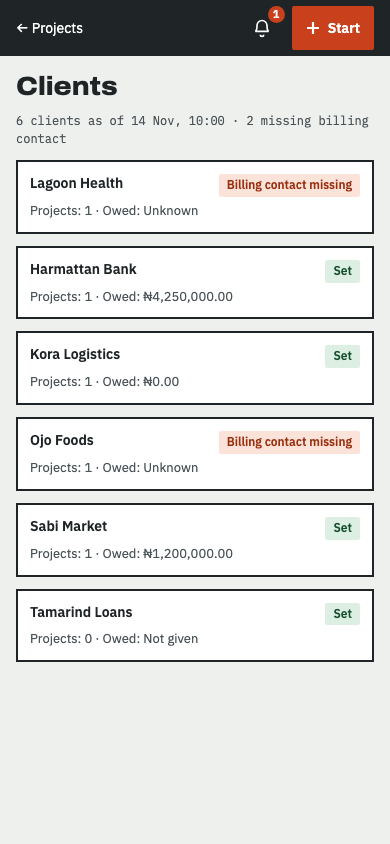 ← Projects
1
+ Start
Clients
6 clients as of 14 Nov, 10:00 · 2 missing billing
contact
Lagoon Health
Billing contact missing
Projects: 1 · Owed: Unknown
Harmattan Bank
Set
Projects: 1 · Owed: ₦4,250,000.00
Kora Logistics
Set
Projects: 1 · Owed: ₦0.00
Ojo Foods
Billing contact missing
Projects: 1 · Owed: Unknown
Sabi Market
Set
Projects: 1 · Owed: ₦1,200,000.00
Tamarind Loans
Set
Projects: 0 · Owed: Not given